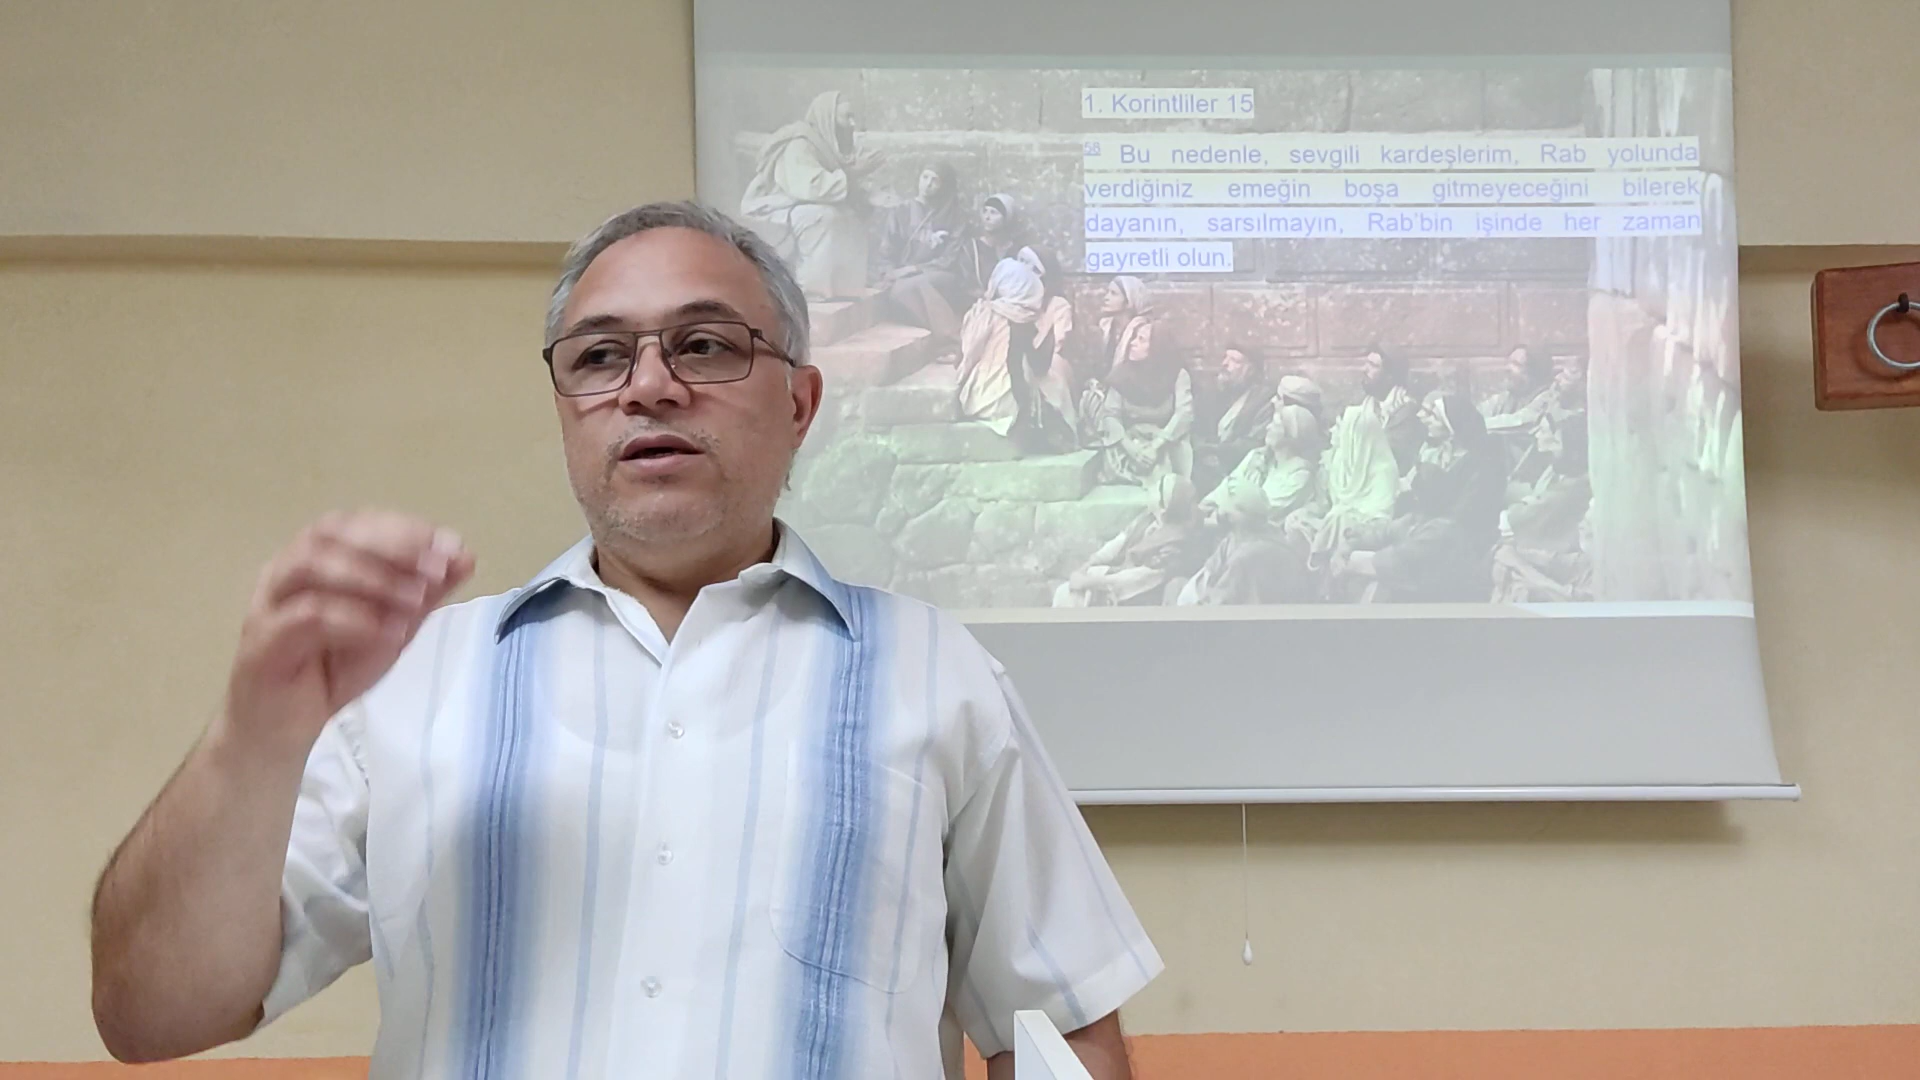 1. Korintliler 15
58 Bu nedenle, sevgili kardeşlerim, Rab yolunda
verdiğiniz emeğin boşa gitmeyeceğini bilerek
dayanın, sarsılmayın, Rab'bin işinde her zaman
gayretli olun.